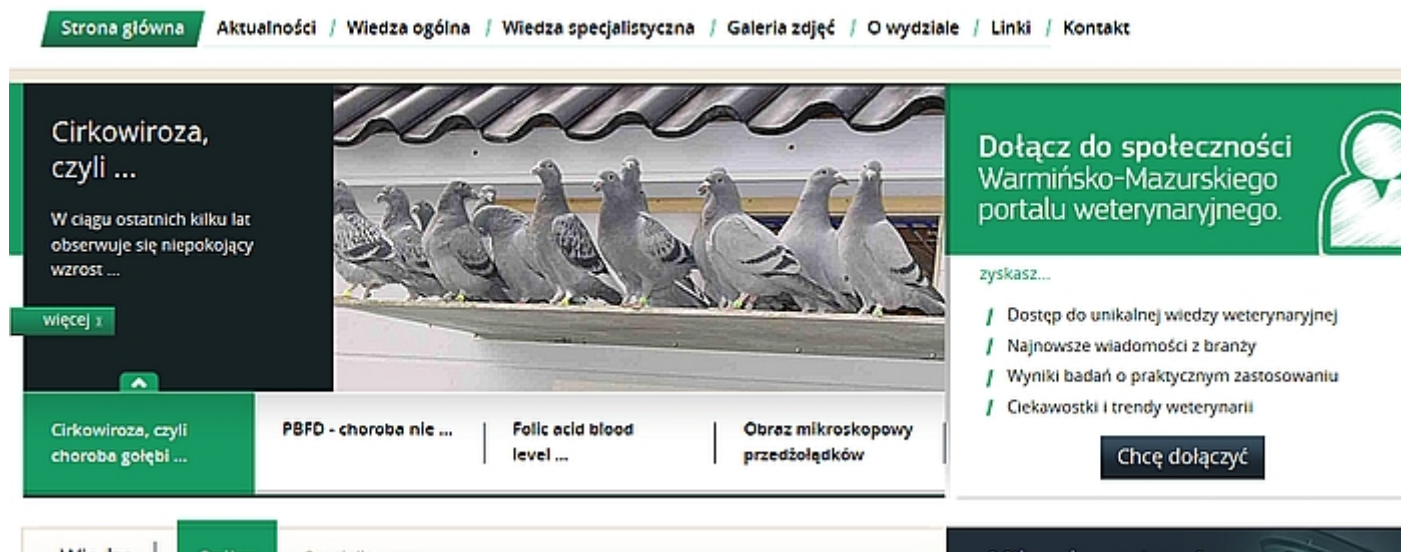 Strona główna Aktualności / Wiedza ogólna / Wiedza specjalistyczna / Galeria zdjęć / O wydziale / Linki / Kontakt
Cirkowiroza,
czyli ...
W ciągu ostatnich kilku lat
obserwuje się niepokojący
wzrost ...
więcej
Dołącz do społeczności
Warmińsko-Mazurskiego
portalu weterynaryjnego.
zyskasz...
Dostęp do unikalnej wiedzy weterynaryjnej
Najnowsze wiadomości z branży
Wyniki badań o praktycznym zastosowaniu
Ciekawostki i trendy weterynarii
Chcę dołączyć
Cirkowiroza, czyli
choroba gołębi ...
PBFD - choroba nie ...
Folic acid blood
level ...
Obraz mikroskopowy
przedżołądków